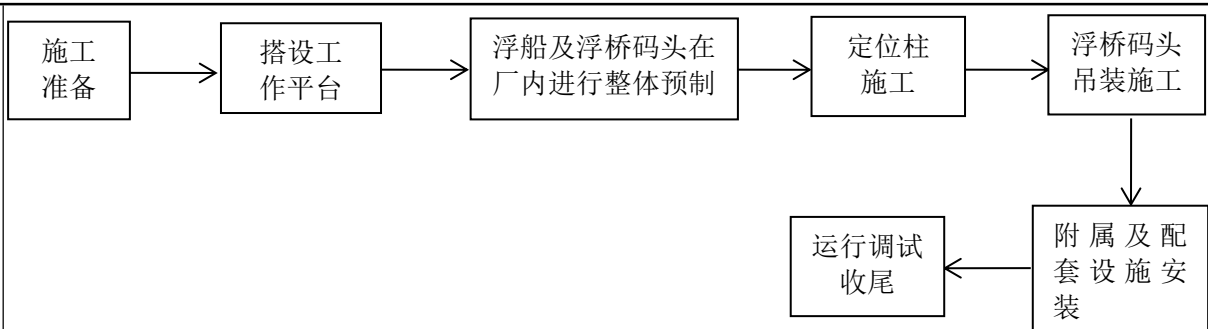 施工
准备
搭设工
作平台
浮船及浮桥码头在
厂内进行整体预制
定位柱
施工
浮桥码头
吊装施工
附属及配
套设施安
装
运行调试
收尾